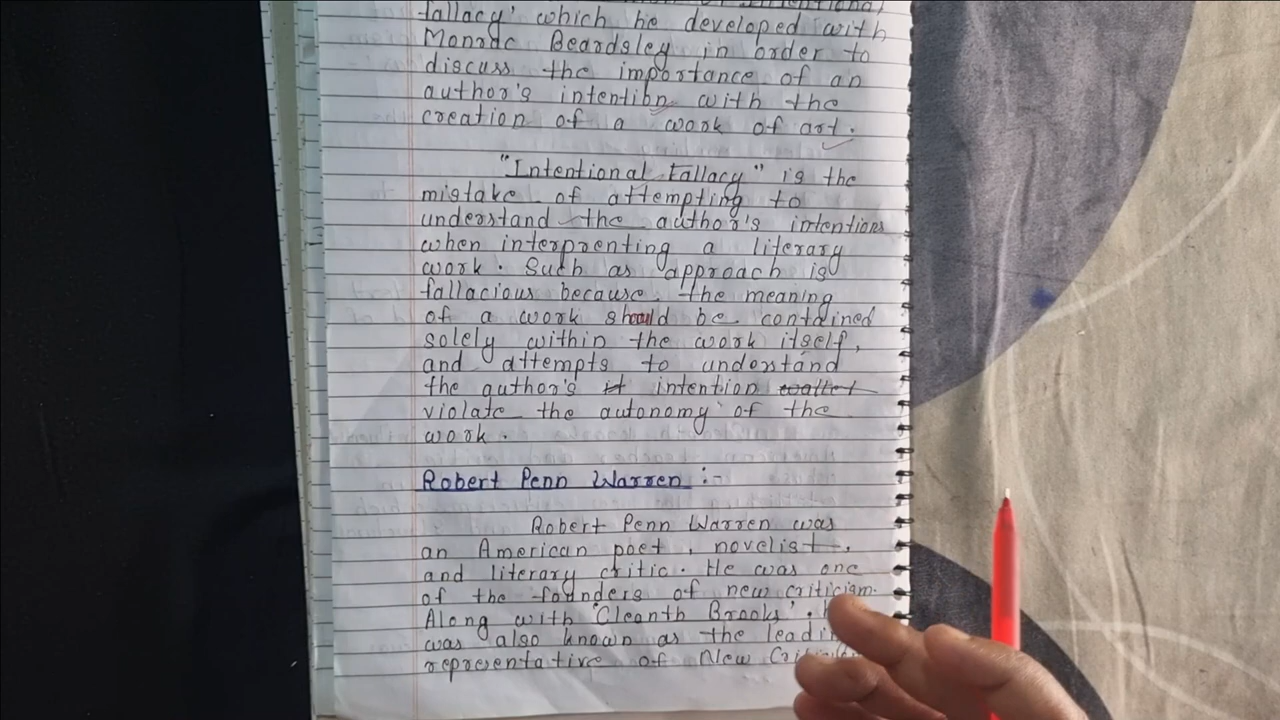 fallacy' which he developed with
Monroe Beardsley in order to
discuss the importance of an
author's intention with the
creation of a work of art.
"Intentional Fallacy" is the
mistake of attempting to
understand the author's intentions
when interprenting a literary
work. Such as approach is
fallacious because, the meaning
of a work should be contained
solely within the work itself,
and attempts to understand
the author's it intention
violate the autonomy of the
work.
Robert Penn Warren :-
Robert Penn Warren was
an American poet, novelist,
and literary critic. He was one
of the founders of new criticism.
Along with 'Cleanth Brooks'.
was also known as the
representative of New